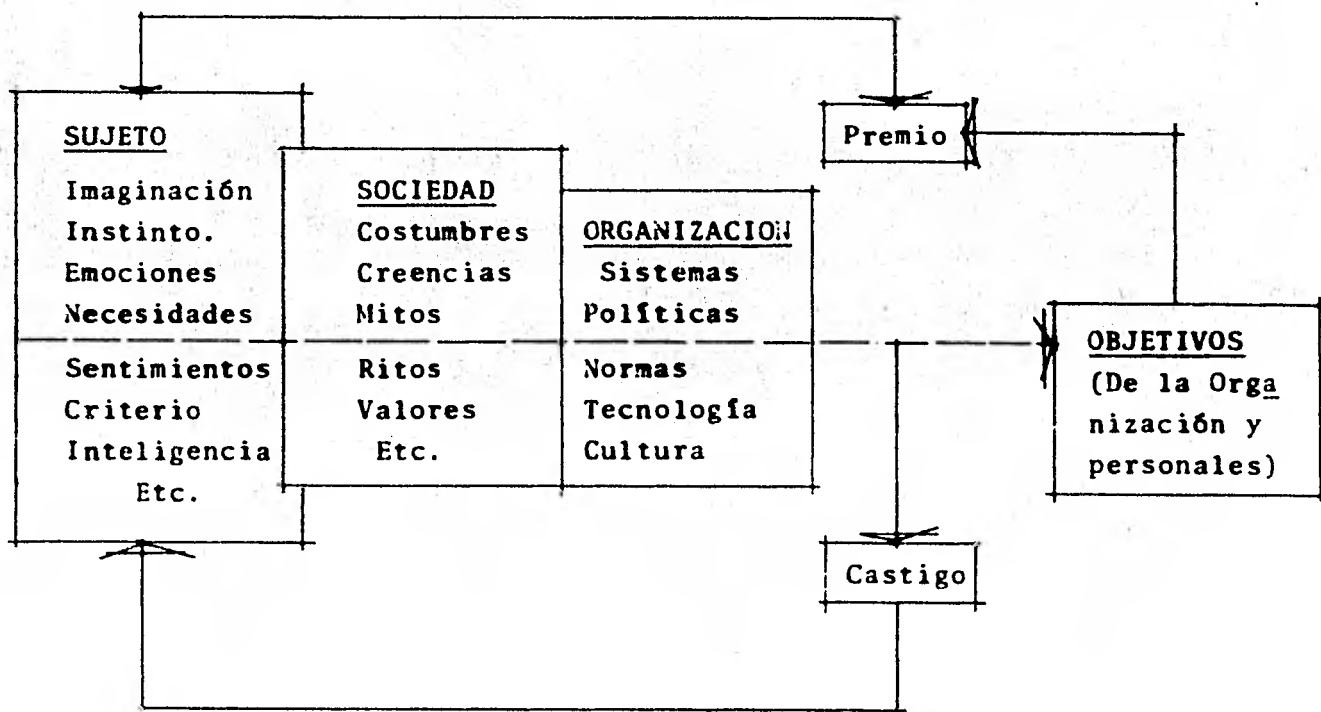 SUJETO
Imaginación
Instinto.
Emociones
Necesidades
Sentimientos
Criterio
Inteligencia
Etc.
SOCIEDAD
Costumbres
Creencias
Mitos
Ritos
Valores
Etc.
ORGANIZACION
Sistemas
Políticas
Normas
Tecnología
Cultura
Premio
Castigo
OBJETIVOS
(De la Orga
nización y
personales)